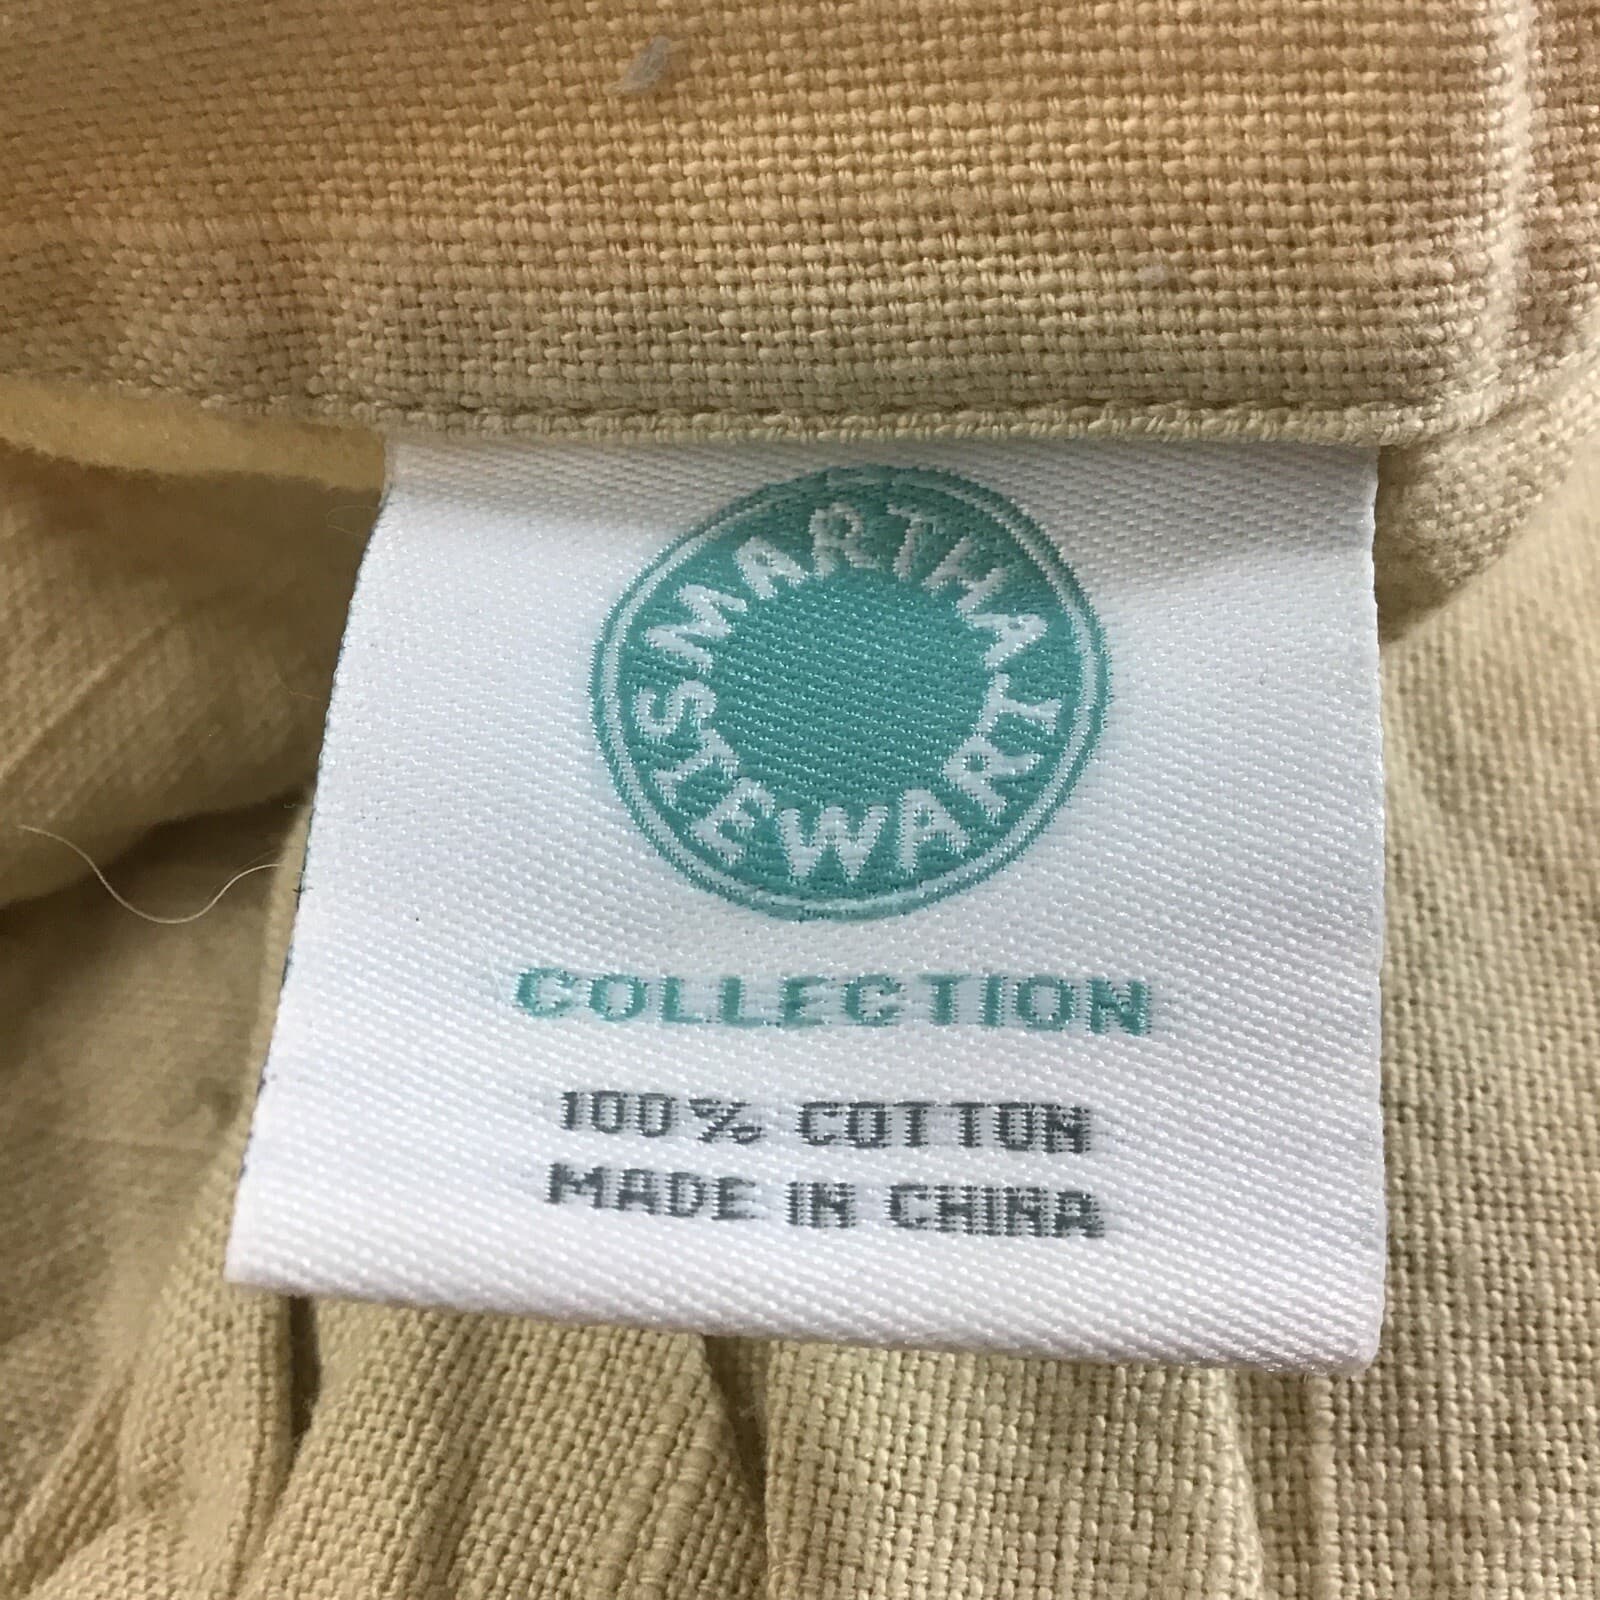 MARTHA
STEWART
COLLECTION
100% COTTON
MADE IN CHINA